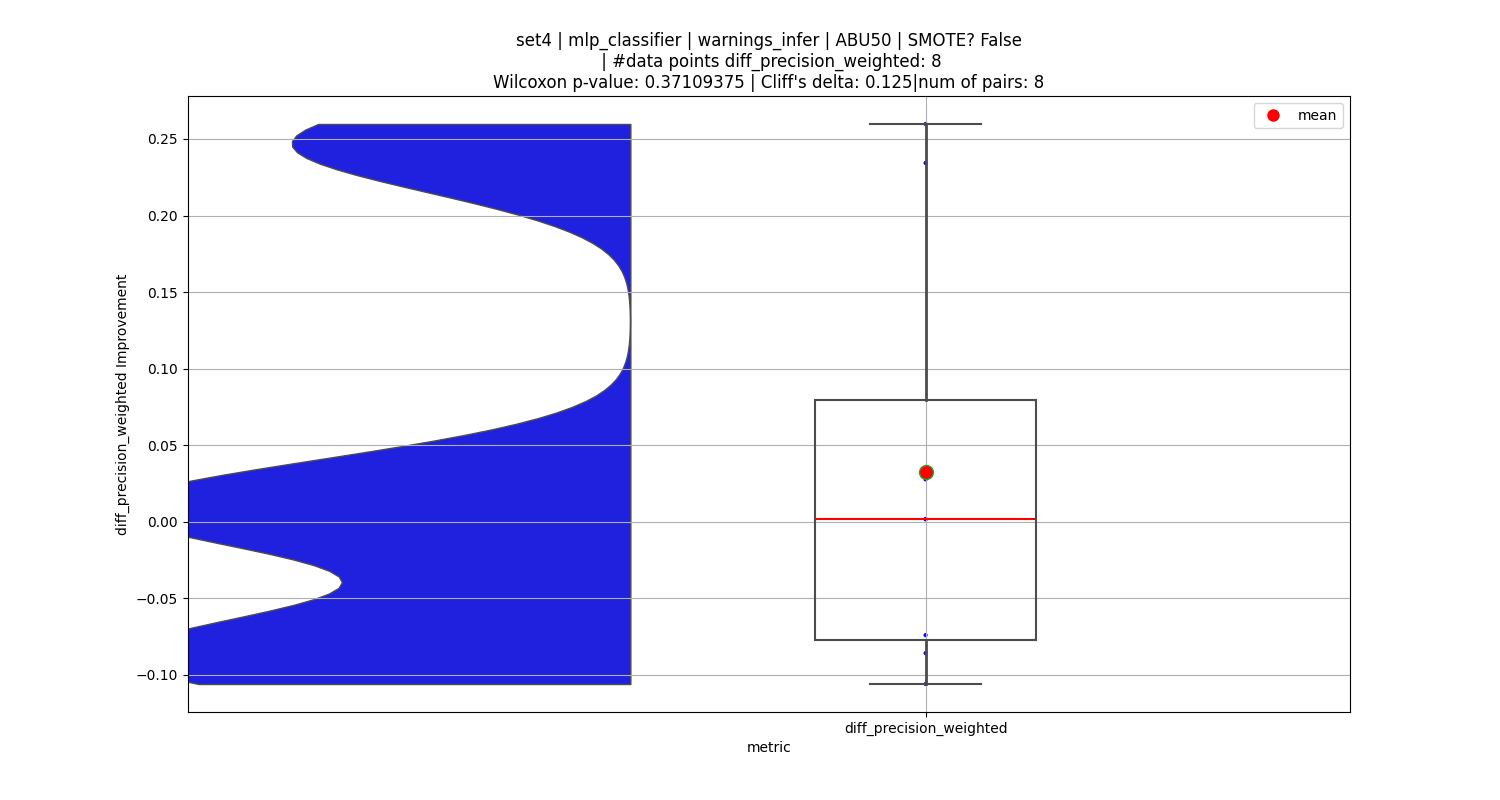 set4 | mlp_classifier | warnings_infer | ABU50 | SMOTE? False
| #data points diff_precision_weighted: 8
Wilcoxon p-value: 0.37109375 | Cliff's delta: 0.125|num of pairs: 8
mean
0.25
0.20
0.15
0.10
0.05
0.00
−0.05
−0.10
diff_precision_weighted Improvement
diff_precision_weighted
metric